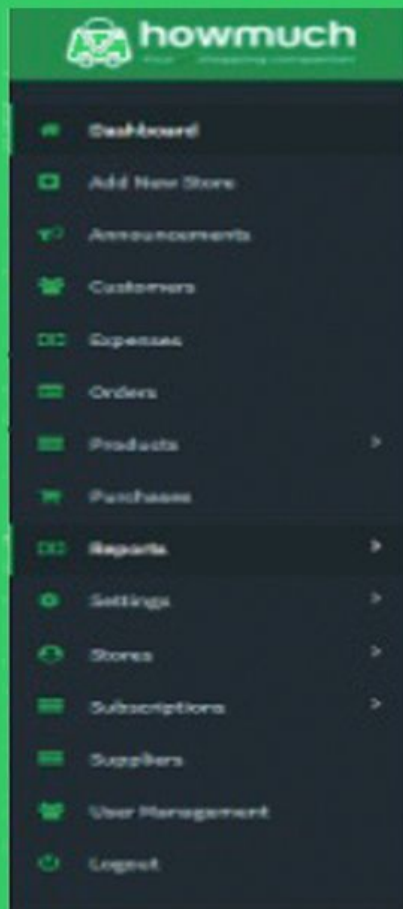 howmuch
Dashboard
Add New Store
Announcements
Customers
Expenses
Orders
Products >
Purchases
Reports >
Settings >
Stores >
Subscriptions >
Suppliers
User Management
Logout